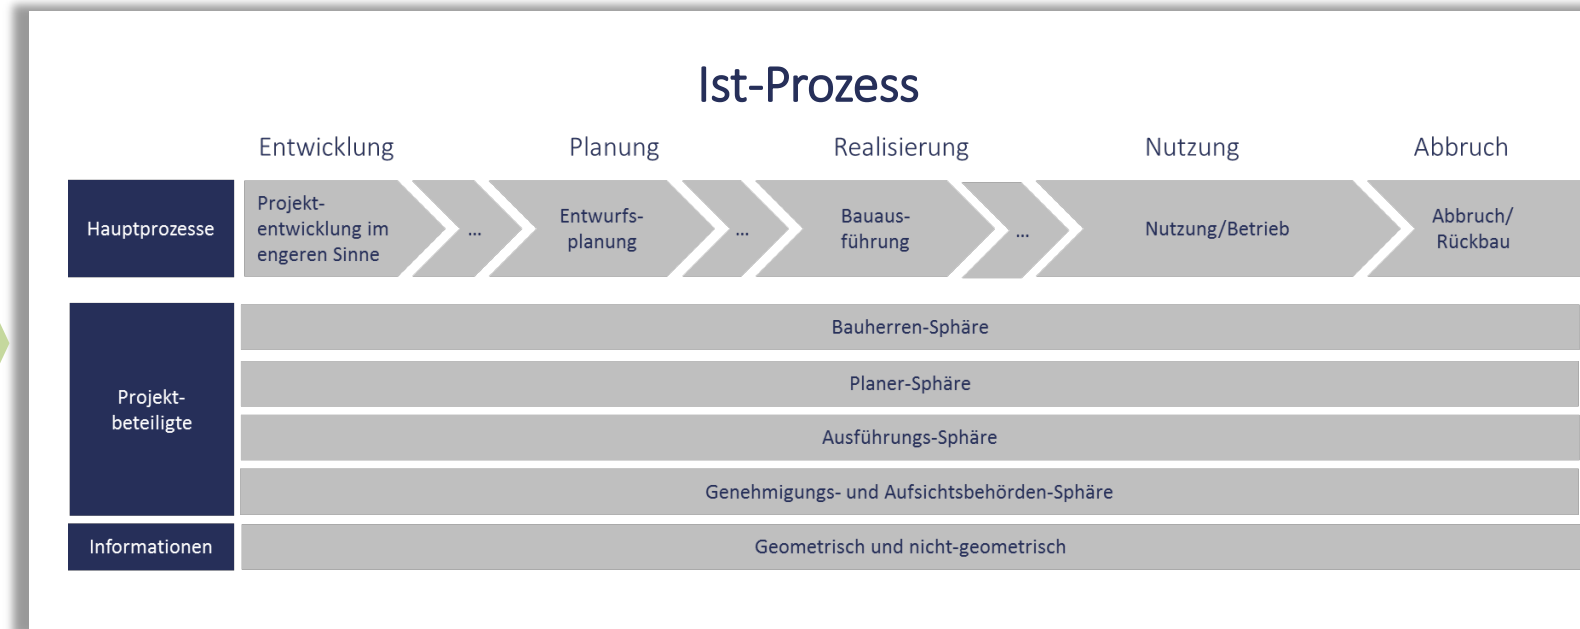 Ist-Prozess
Entwicklung Planung Realisierung Nutzung Abbruch
Hauptprozesse
Projekt-
entwicklung im
engeren Sinne
...
Entwurfs-
planung
...
Bauaus-
führung
...
Nutzung/Betrieb
Abbruch/
Rückbau
Projekt-
beteiligte
Bauherren-Sphäre
Planer-Sphäre
Ausführungs-Sphäre
Genehmigungs- und Aufsichtsbehörden-Sphäre
Informationen
Geometrisch und nicht-geometrisch